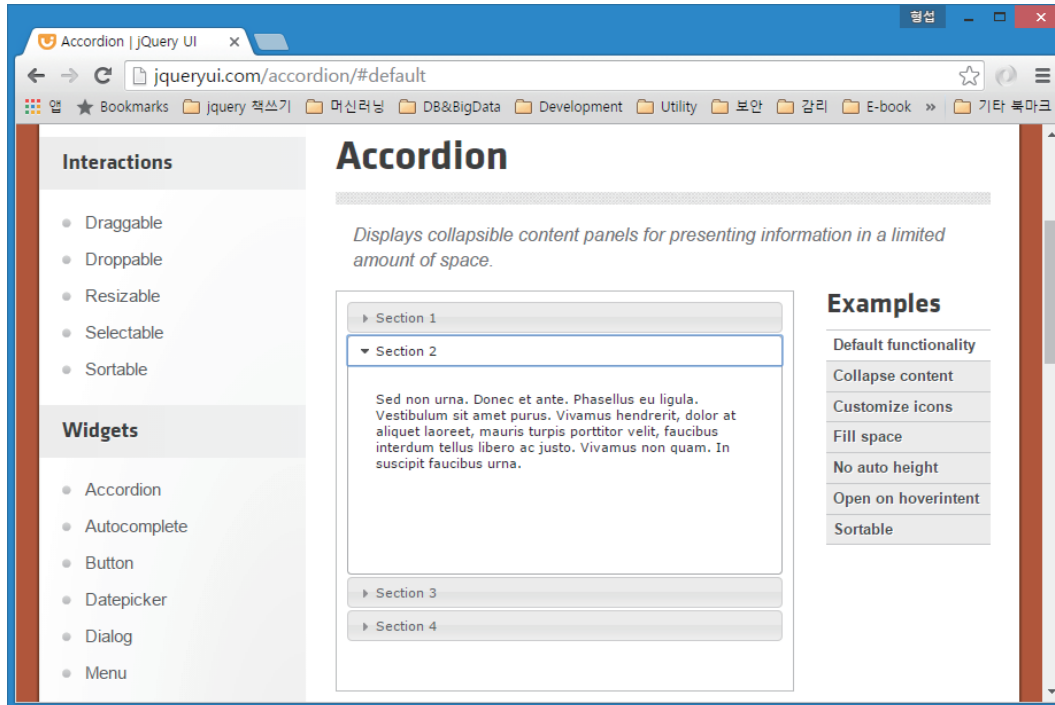 형섭
Accordion | jQuery UI
jqueryui.com/accordion/#default
앱 Bookmarks jquery 책쓰기 머신러닝 DB&BigData Development Utility 보안 감리 E-book » 기타 북마크
Interactions
Draggable
Droppable
Resizable
Selectable
Sortable
Widgets
Accordion
Autocomplete
Button
Datepicker
Dialog
Menu
Accordion
Displays collapsible content panels for presenting information in a limited
amount of space.
Section 1
Section 2
Sed non urna. Donec et ante. Phasellus eu ligula.
Vestibulum sit amet purus. Vivamus hendrerit, dolor at
aliquet laoreet, mauris turpis porttitor velit, faucibus
interdum tellus libero ac justo. Vivamus non quam. In
suscipit faucibus urna.
Section 3
Section 4
Examples
Default functionality
Collapse content
Customize icons
Fill space
No auto height
Open on hoverintent
Sortable